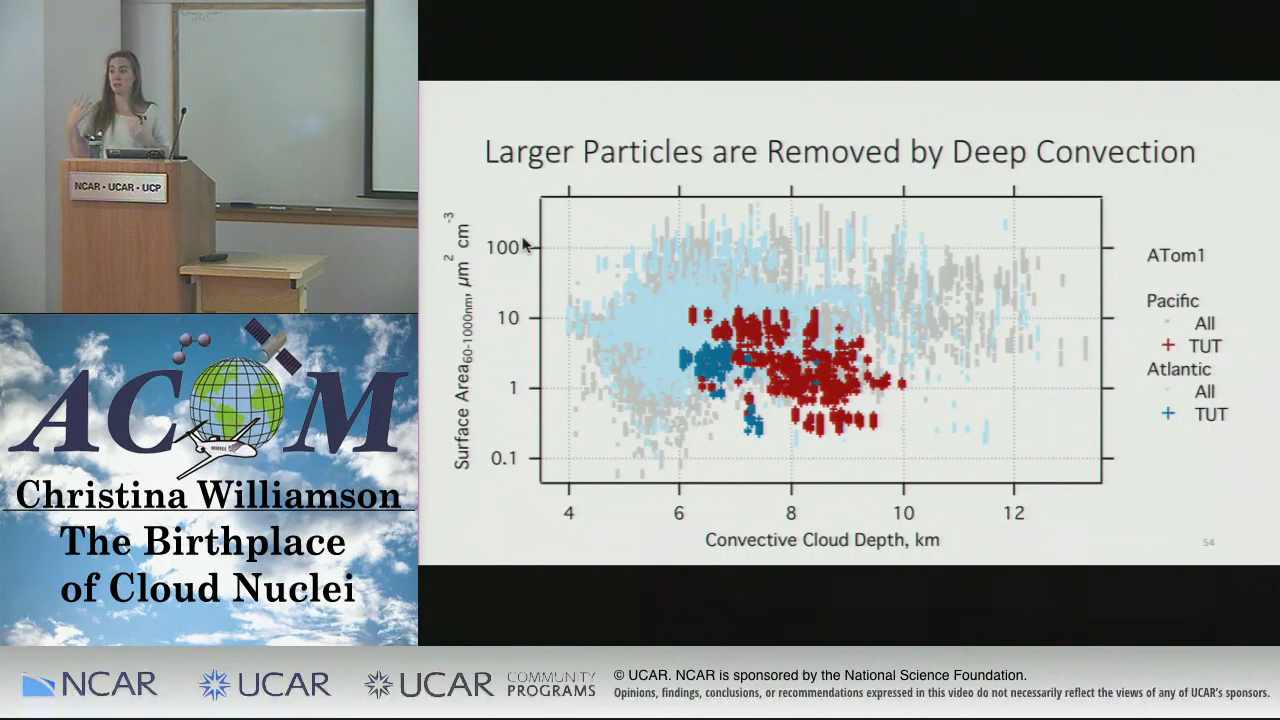 NCAR - UCAR - UCP
ACOM
Christina Williamson
The Birthplace
of Cloud Nuclei
Larger Particles are Removed by Deep Convection
Surface Area60-1000nm, µm2 cm-3
100
10
1
0.1
4 6 8 10 12
Convective Cloud Depth, km
ATom1
Pacific
All
TUT
Atlantic
All
TUT
54
NCAR
UCAR
UCAR
COMMUNITY
PROGRAMS
© UCAR. NCAR is sponsored by the National Science Foundation.
Opinions, findings, conclusions, or recommendations expressed in this video do not necessarily reflect the views of any of UCAR's sponsors.